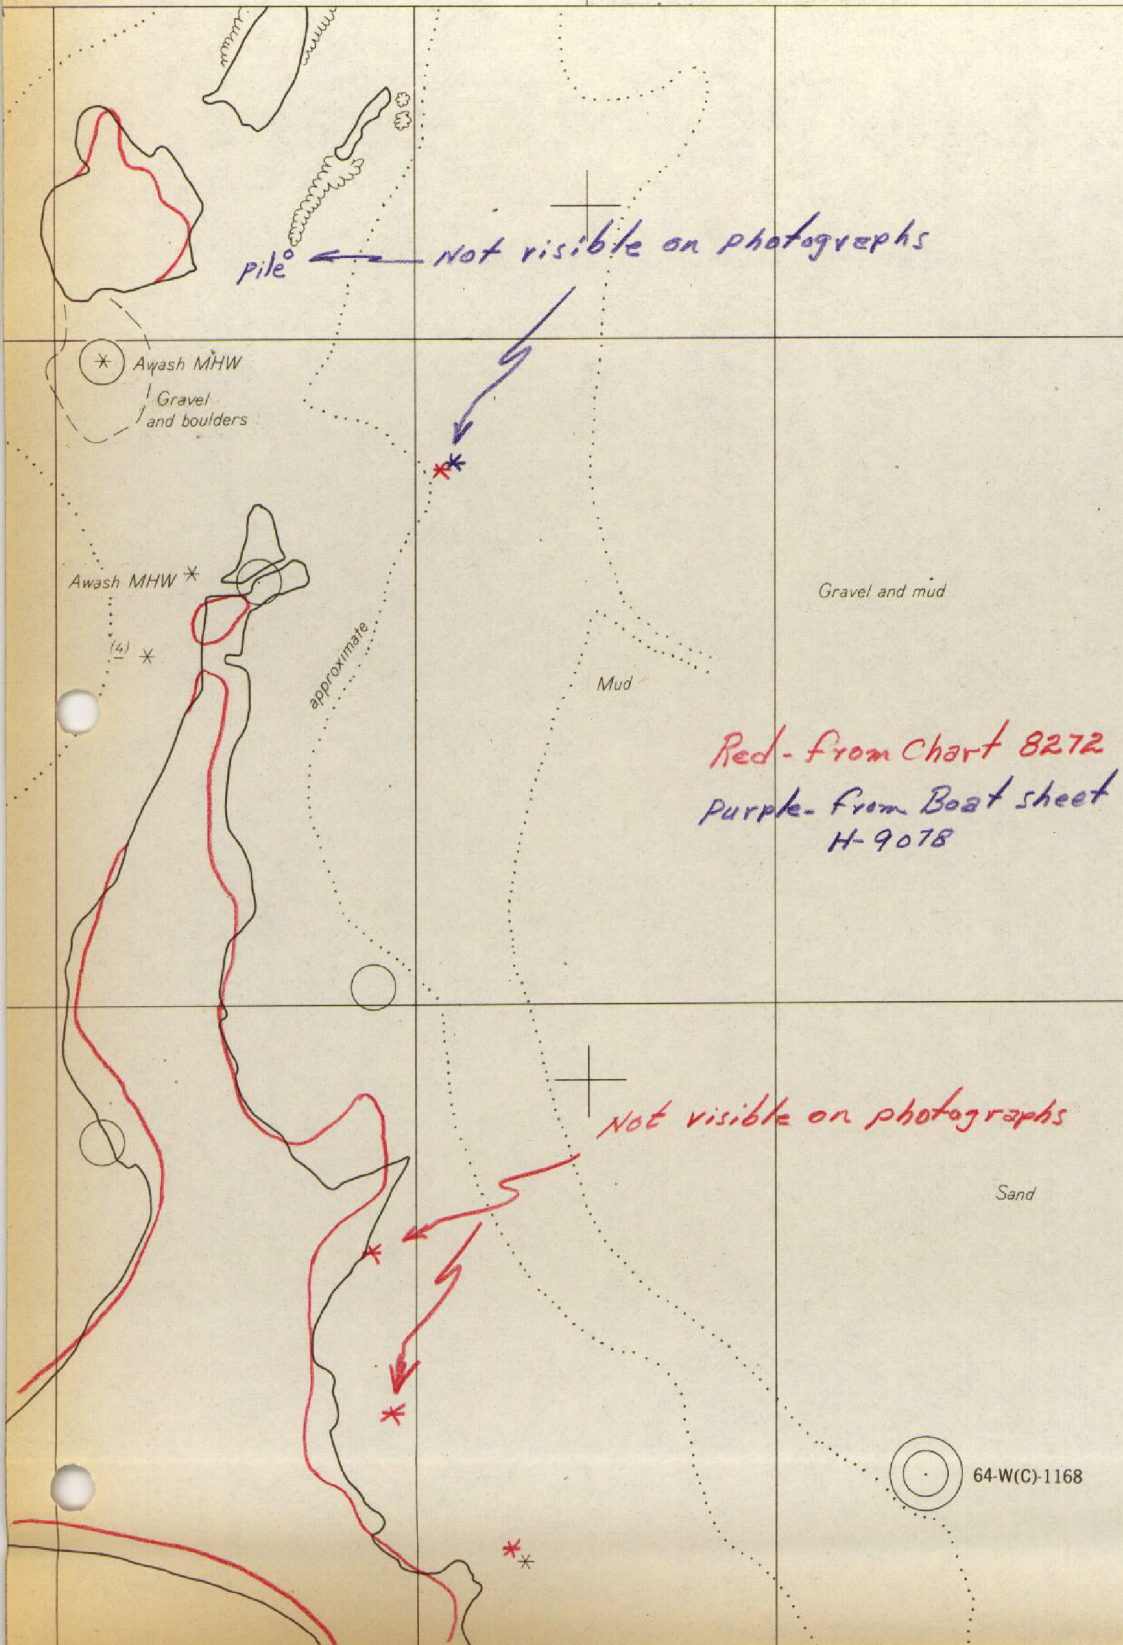 Not visible on photographs
pile
Awash MHW
Gravel
and boulders
Awash MHW
Gravel and mud
(4)
approximate
Mud
Red - from Chart 8272
Purple - from Boat sheet
H-9078
Not visible on photographs
Sand
64-W(C)-1168